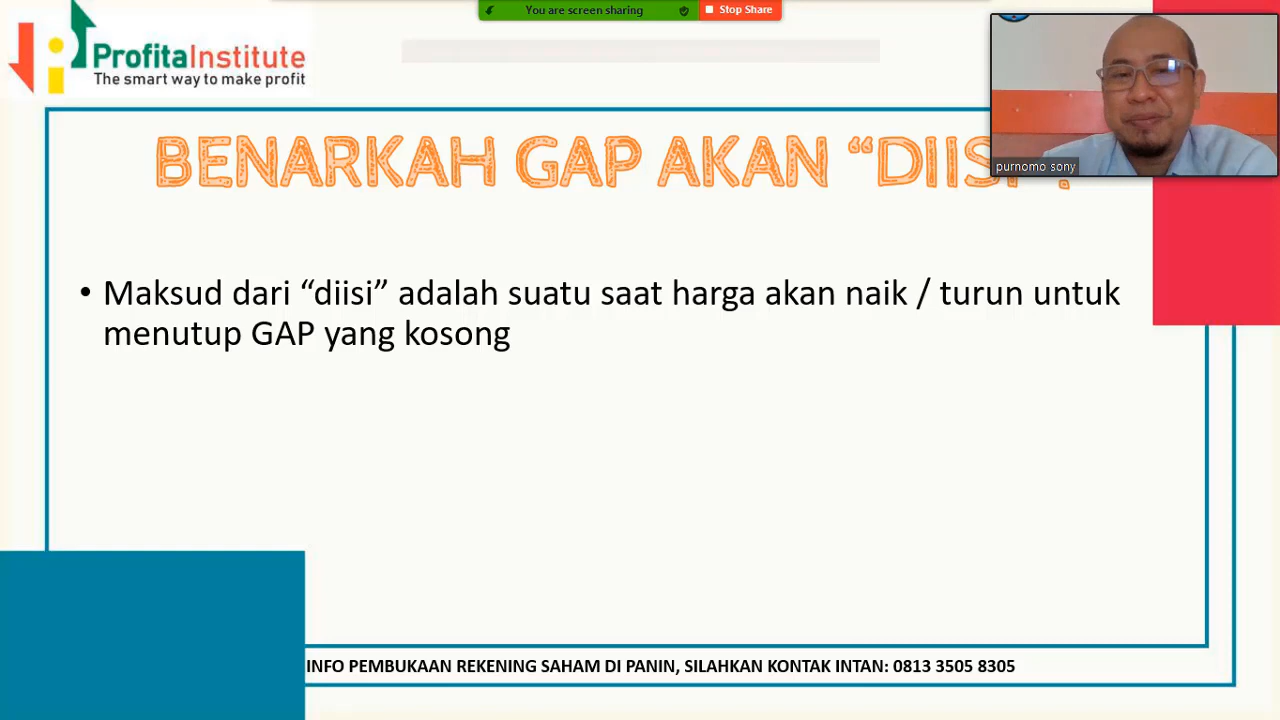 You are screen sharing
Stop Share
ProfitaInstitute
The smart way to make profit
purnomo sony
BENARKAH GAP AKAN “DIISI”?
• Maksud dari “diisi” adalah suatu saat harga akan naik / turun untuk
menutup GAP yang kosong
INFO PEMBUKAAN REKENING SAHAM DI PANIN, SILAHKAN KONTAK INTAN: 0813 3505 8305